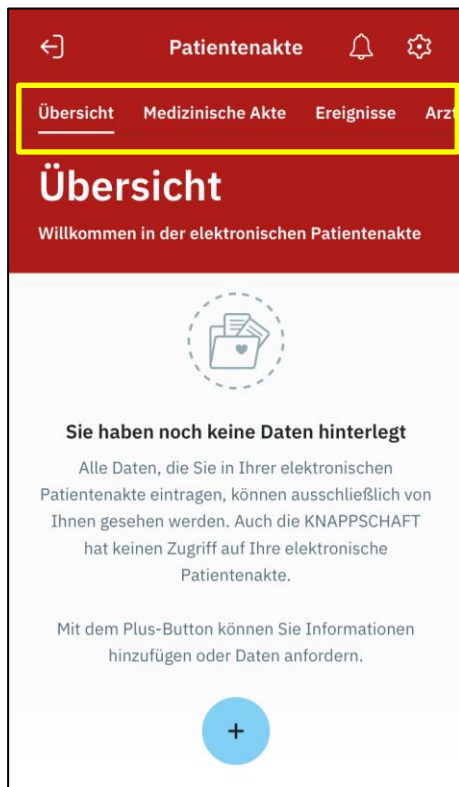 Patientenakte
Übersicht Medizinische Akte Ereignisse Arzt
Übersicht
Willkommen in der elektronischen Patientenakte
Sie haben noch keine Daten hinterlegt
Alle Daten, die Sie in Ihrer elektronischen
Patientenakte eintragen, können ausschließlich von
Ihnen gesehen werden. Auch die KNAPPSCHAFT
hat keinen Zugriff auf Ihre elektronische
Patientenakte.
Mit dem Plus-Button können Sie Informationen
hinzufügen oder Daten anfordern.
+